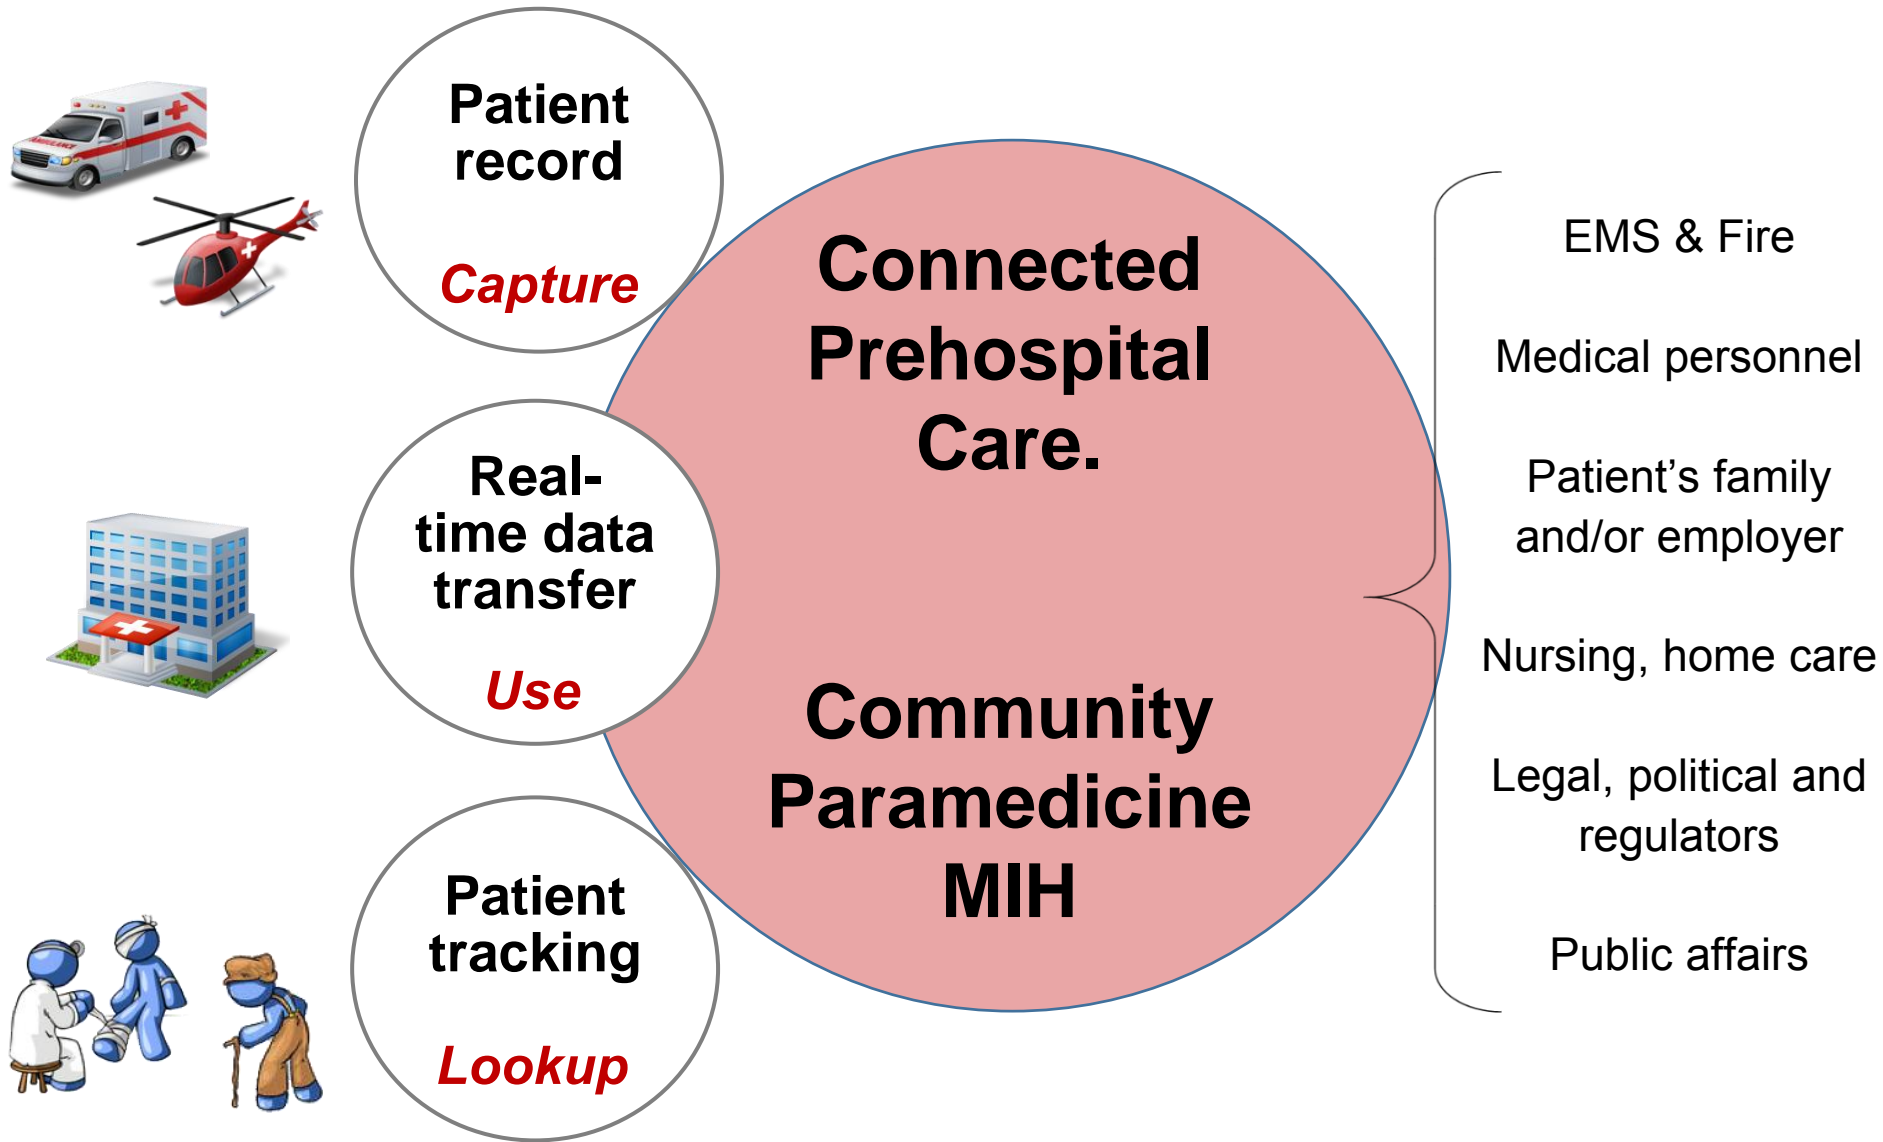 Patient
record
Capture
Real-
time data
transfer
Use
Patient
tracking
Lookup
Connected
Prehospital
Care.
Community
Paramedicine
MIH
EMS & Fire
Medical personnel
Patient’s family
and/or employer
Nursing, home care
Legal, political and
regulators
Public affairs
AMBULANCE